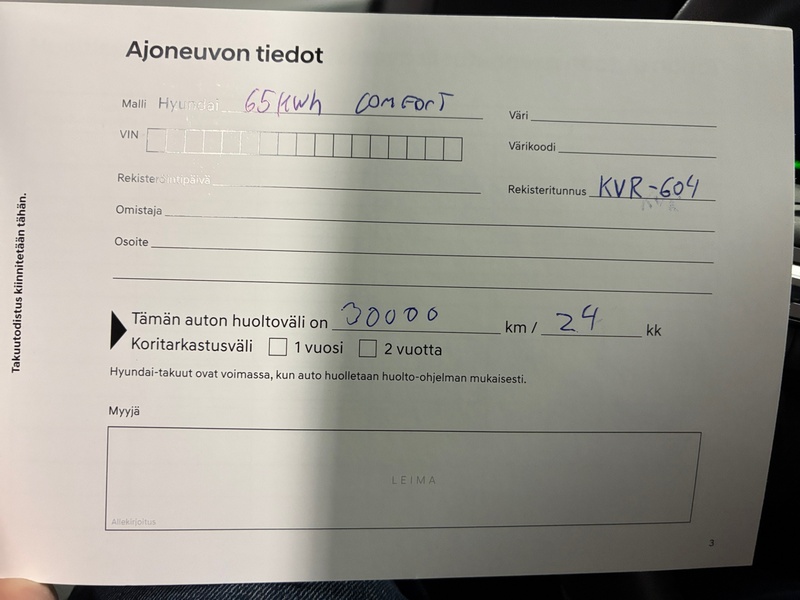 Ajoneuvon tiedot
Malli Hyundai 65KWh COMFORT
Väri
VIN
Värikoodi
Rekisteröintipäivä
Rekisteritunnus KVR-604
Omistaja
Osoite
Tämän auton huoltoväli on 30000 km / 24 kk
Koritarkastusväli 1 vuosi 2 vuotta
Hyundai-takuut ovat voimassa, kun auto huolletaan huolto-ohjelman mukaisesti.
Myyjä
LEIMA
Allekirjoitus
3
Takuutodistus kiinnitetään tähän.